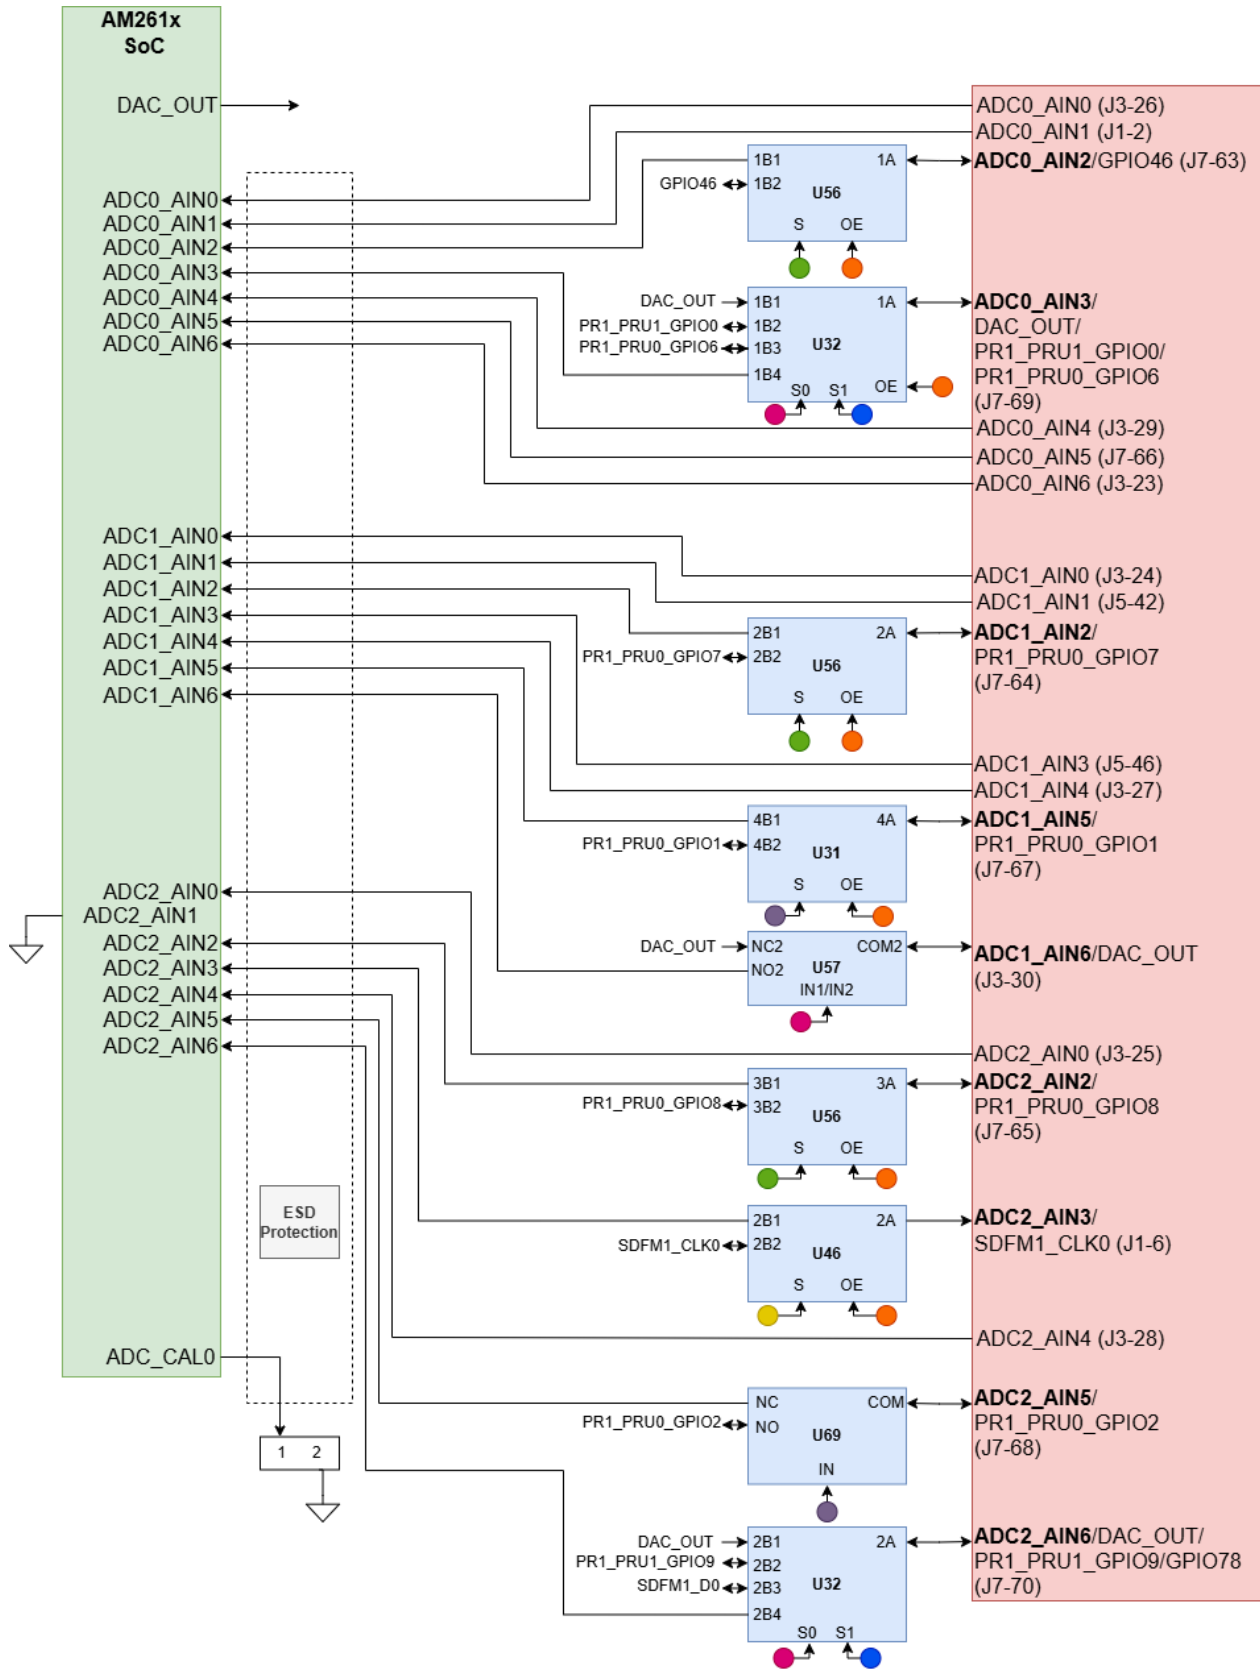 AM261x
SoC
DAC_OUT
ADC0_AIN0
ADC0_AIN1
ADC0_AIN2
ADC0_AIN3
ADC0_AIN4
ADC0_AIN5
ADC0_AIN6
ADC1_AIN0
ADC1_AIN1
ADC1_AIN2
ADC1_AIN3
ADC1_AIN4
ADC1_AIN5
ADC1_AIN6
ADC2_AIN0
ADC2_AIN1
ADC2_AIN2
ADC2_AIN3
ADC2_AIN4
ADC2_AIN5
ADC2_AIN6
ADC_CAL0
ESD
Protection
1 2
GPIO46
1B1 1A
1B2
U56
S OE
DAC_OUT
PR1_PRU1_GPIO0
PR1_PRU0_GPIO6
1B1 1A
1B2
1B3
1B4
U32
S0 S1 OE
PR1_PRU0_GPIO7
2B1 2A
2B2
U56
S OE
PR1_PRU0_GPIO1
4B1 4A
4B2
U31
S OE
DAC_OUT
NC2 COM2
NO2
U57
IN1/IN2
PR1_PRU0_GPIO8
3B1 3A
3B2
U56
S OE
SDFM1_CLK0
2B1 2A
2B2
U46
S OE
PR1_PRU0_GPIO2
NC COM
NO
U69
IN
DAC_OUT
PR1_PRU1_GPIO9
SDFM1_D0
2B1 2A
2B2
2B3
2B4
U32
S0 S1
ADC0_AIN0 (J3-26)
ADC0_AIN1 (J1-2)
ADC0_AIN2/GPIO46 (J7-63)
ADC0_AIN3/
DAC_OUT/
PR1_PRU1_GPIO0/
PR1_PRU0_GPIO6
(J7-69)
ADC0_AIN4 (J3-29)
ADC0_AIN5 (J7-66)
ADC0_AIN6 (J3-23)
ADC1_AIN0 (J3-24)
ADC1_AIN1 (J5-42)
ADC1_AIN2/
PR1_PRU0_GPIO7
(J7-64)
ADC1_AIN3 (J5-46)
ADC1_AIN4 (J3-27)
ADC1_AIN5/
PR1_PRU0_GPIO1
(J7-67)
ADC1_AIN6/DAC_OUT
(J3-30)
ADC2_AIN0 (J3-25)
ADC2_AIN2/
PR1_PRU0_GPIO8
(J7-65)
ADC2_AIN3/
SDFM1_CLK0 (J1-6)
ADC2_AIN4 (J3-28)
ADC2_AIN5/
PR1_PRU0_GPIO2
(J7-68)
ADC2_AIN6/DAC_OUT/
PR1_PRU1_GPIO9/GPIO78
(J7-70)